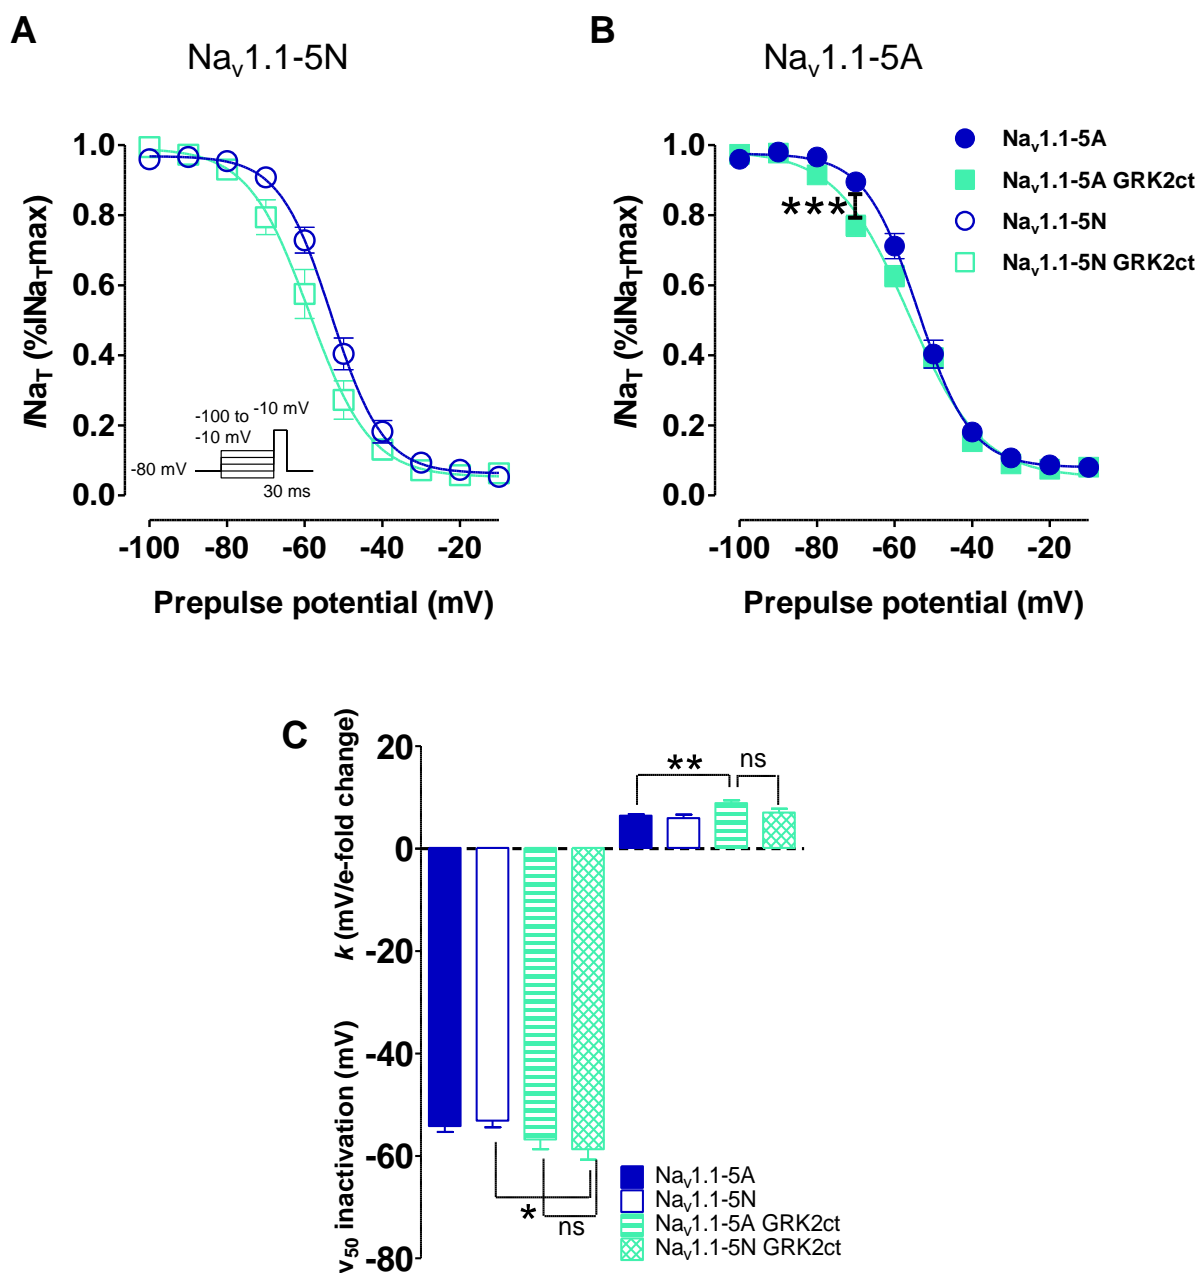 A
Naᵥ1.1-5N
1.0
0.8
0.6
0.4
0.2
0.0
INa_T (%INa_Tmax)
-100 to
-10 mV
-10 mV
-80 mV
30 ms
-100 -80 -60 -40 -20
Prepulse potential (mV)
B
Naᵥ1.1-5A
1.0
0.8
0.6
0.4
0.2
0.0
INa_T (%INa_Tmax)
***
Naᵥ1.1-5A
Naᵥ1.1-5A GRK2ct
Naᵥ1.1-5N
Naᵥ1.1-5N GRK2ct
-100 -80 -60 -40 -20
Prepulse potential (mV)
C
k (mV/e-fold change)
v₅₀ inactivation (mV)
20
0
-20
-40
-60
-80
**
ns
*
ns
Naᵥ1.1-5A
Naᵥ1.1-5N
Naᵥ1.1-5A GRK2ct
Naᵥ1.1-5N GRK2ct